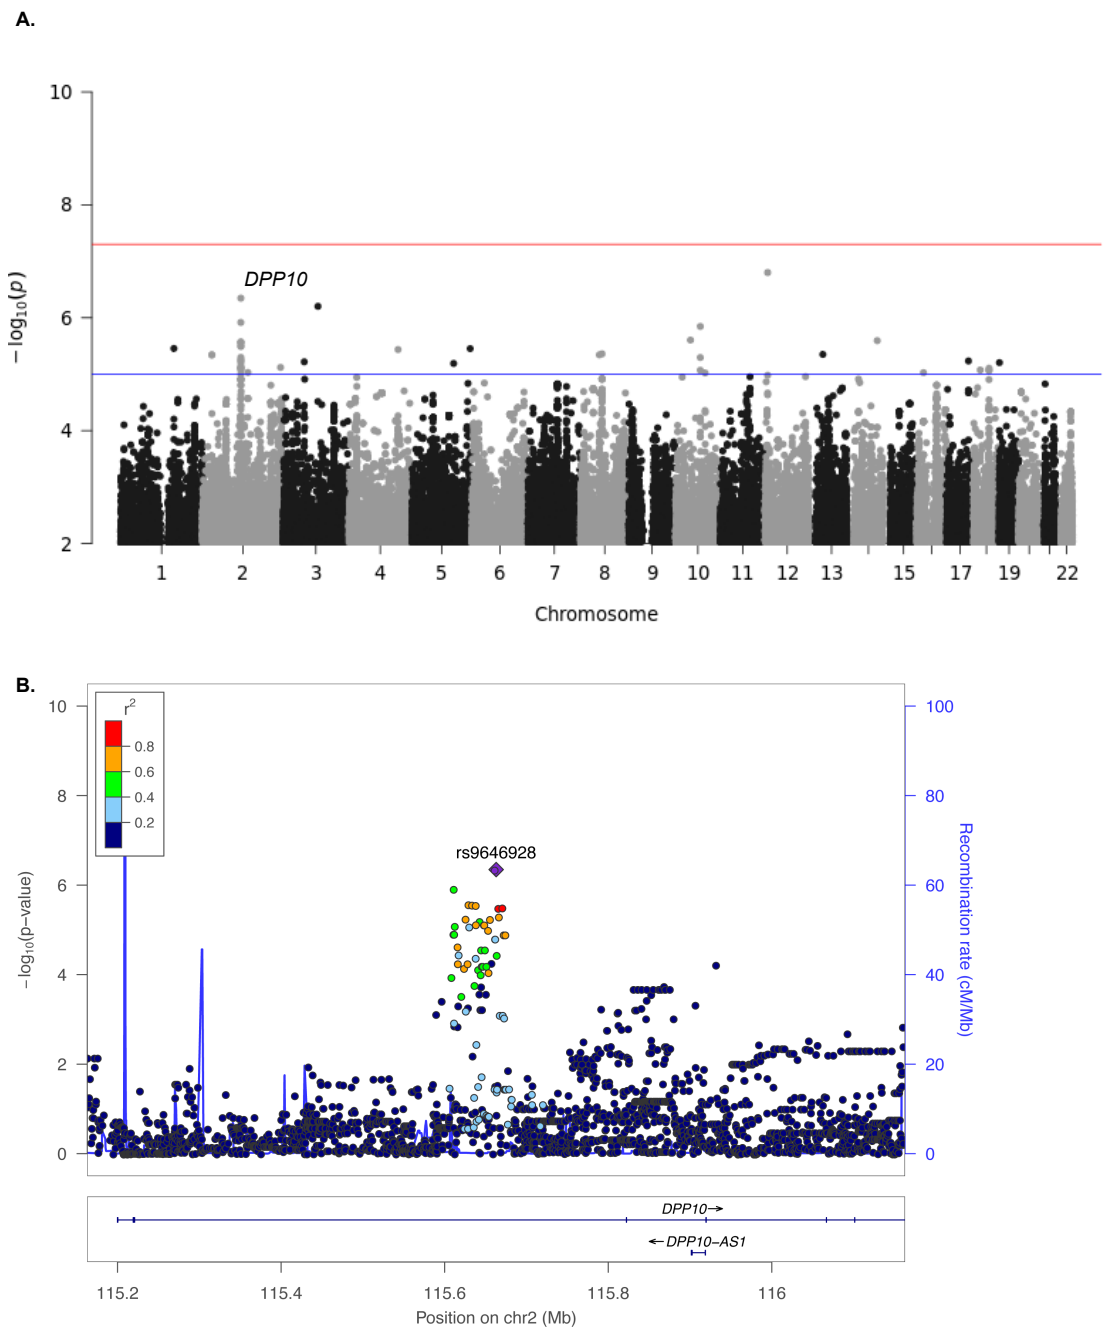 A.
10
8
6
4
2
−log10(p)
DPP10
1 2 3 4 5 6 7 8 9 10 11 12 13 15 17 19 22
Chromosome
B.
r2
0.8
0.6
0.4
0.2
10
8
6
4
2
0
−log10(p−value)
rs9646928
100
80
60
40
20
0
Recombination rate (cM/Mb)
DPP10→
←DPP10−AS1
115.2 115.4 115.6 115.8 116
Position on chr2 (Mb)